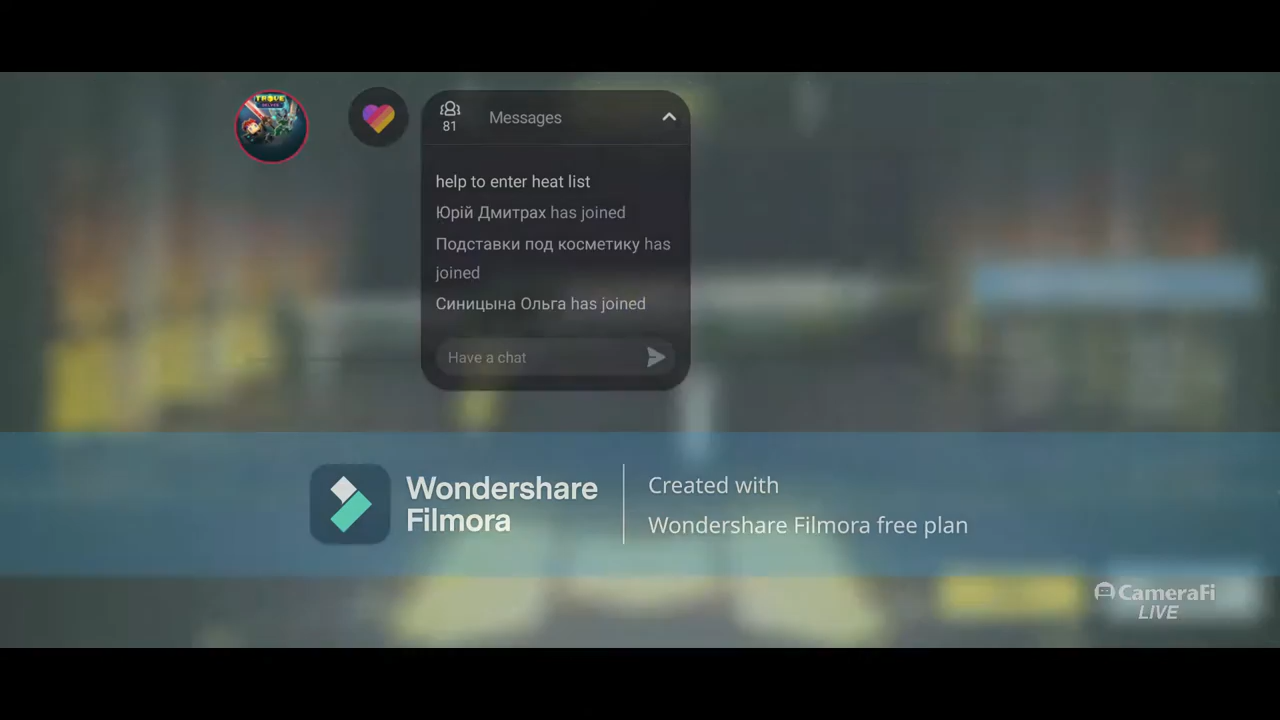 TROVE
81
Messages
help to enter heat list
Юрій Дмитрах has joined
Подставки под косметику has
joined
Синицына Ольга has joined
Have a chat
Wondershare
Filmora
Created with
Wondershare Filmora free plan
CameraFi
LIVE